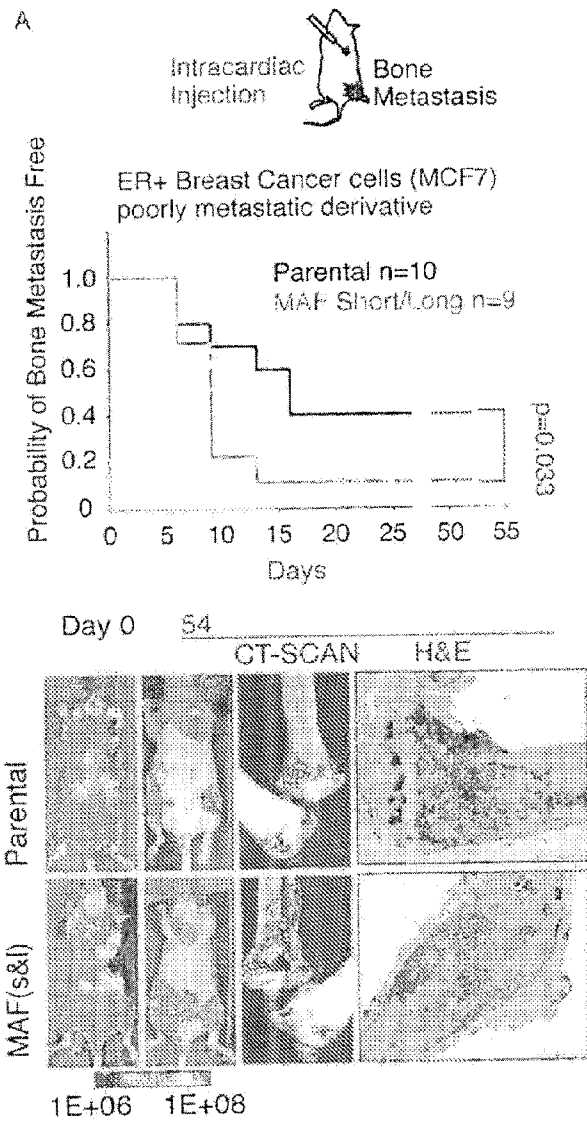 A
Intracardiac
Injection
Bone
Metastasis
ER+ Breast Cancer cells (MCF7)
poorly metastatic derivative
Probability of Bone Metastasis Free
1.0
0.8
0.6
0.4
0.2
0
Parental n=10
MAF Short/Long n=9
p=0.033
0 5 10 15 20 25 50 55
Days
Day 0 54
CT-SCAN H&E
Parental
MAF(s&l)
1E+06 1E+08